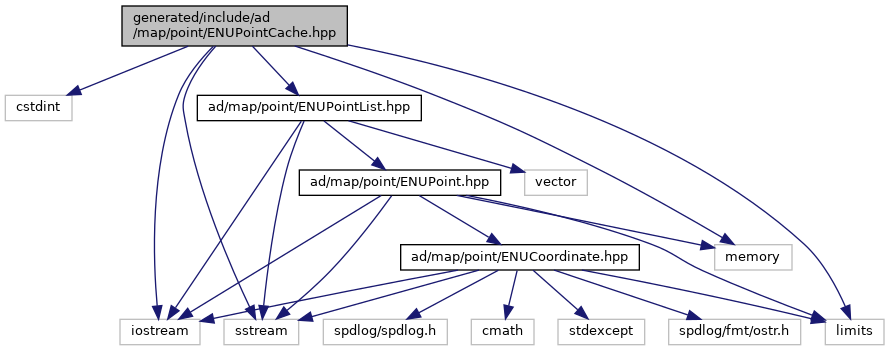 generated/include/ad
/map/point/ENUPointCache.hpp
cstdint
ad/map/point/ENUPointList.hpp
ad/map/point/ENUPoint.hpp
vector
ad/map/point/ENUCoordinate.hpp
memory
iostream
sstream
spdlog/spdlog.h
cmath
stdexcept
spdlog/fmt/ostr.h
limits